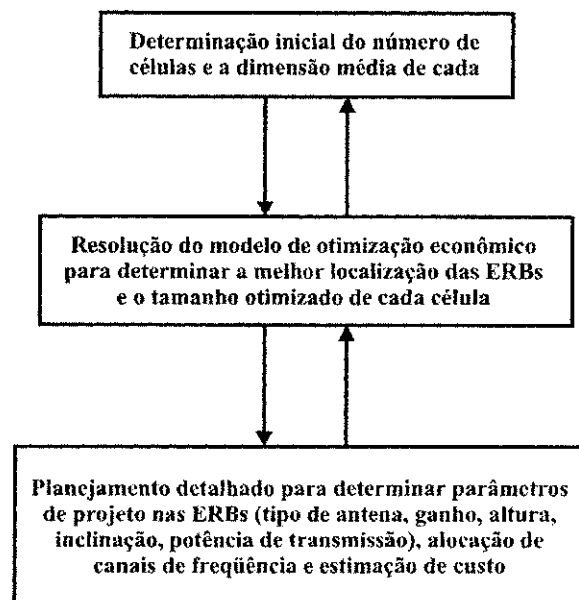 Determinação inicial do número de
células e a dimensão média de cada
Resolução do modelo de otimização econômico
para determinar a melhor localização das ERBs
e o tamanho otimizado de cada célula
Planejamento detalhado para determinar parâmetros
de projeto nas ERBs (tipo de antena, ganho, altura,
inclinação, potência de transmissão), alocação de
canais de freqüência e estimação de custo